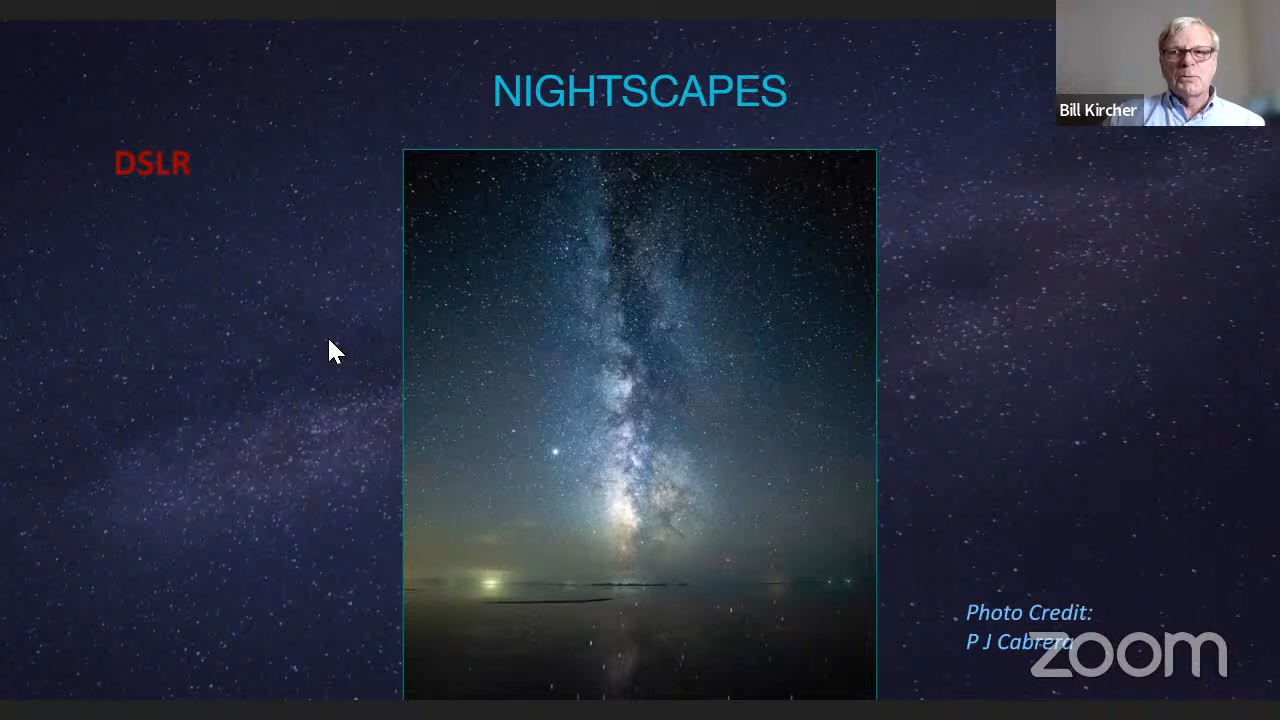 NIGHTSCAPES
Bill Kircher
DSLR
Photo Credit:
P J Cabrera
zoom